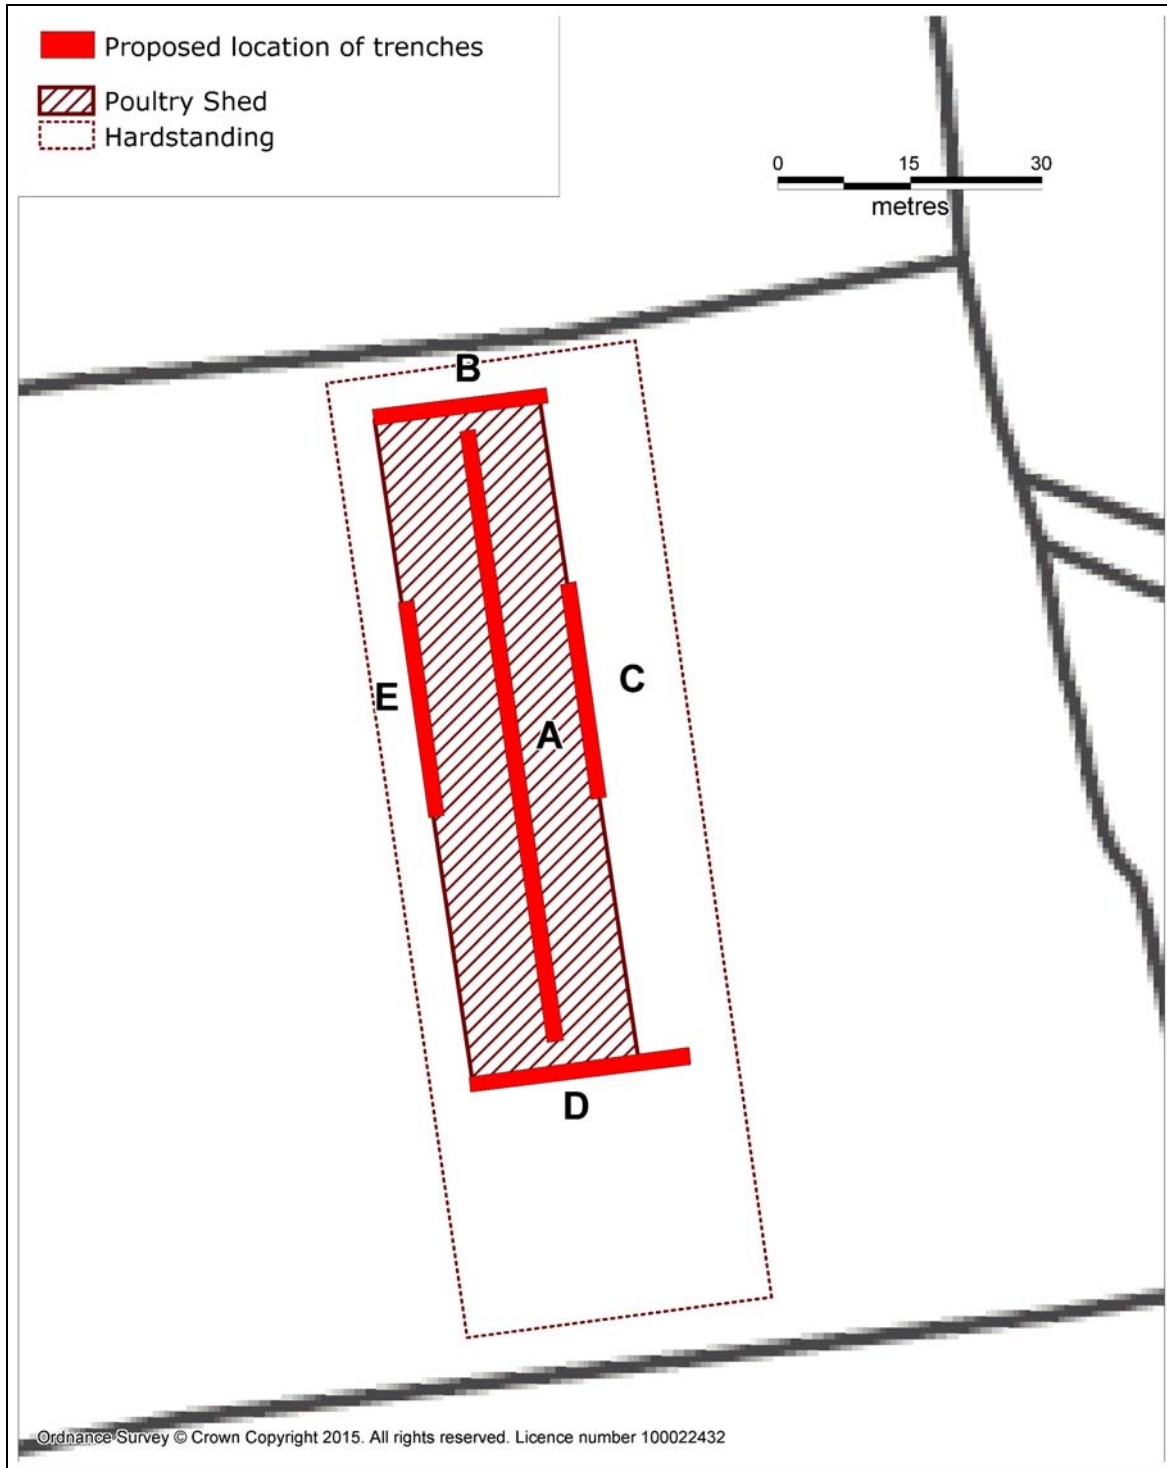 Proposed location of trenches
Poultry Shed
Hardstanding
0 15 30
metres
B
C
E
A
D
Ordnance Survey © Crown Copyright 2015. All rights reserved. Licence number 100022432